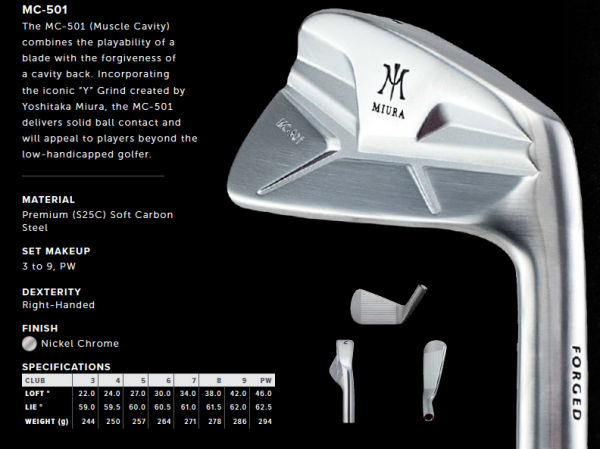 MC-501
The MC-501 (Muscle Cavity)
combines the playability of a
blade with the forgiveness of
a cavity back. Incorporating
the iconic "Y" Grind created by
Yoshitaka Miura, the MC-501
delivers solid ball contact and
will appeal to players beyond the
low-handicapped golfer.
MATERIAL
Premium (S25C) Soft Carbon
Steel
SET MAKEUP
3 to 9, PW
DEXTERITY
Right-Handed
FINISH
Nickel Chrome
SPECIFICATIONS
CLUB 3 4 5 6 7 8 9 PW
LOFT ° 22.0 24.0 27.0 30.0 34.0 38.0 42.0 46.0
LIE ° 59.0 59.5 60.0 60.5 61.0 61.5 62.0 62.5
WEIGHT (g) 244 250 257 264 271 278 286 294
MIURA
MC-501
FORGED